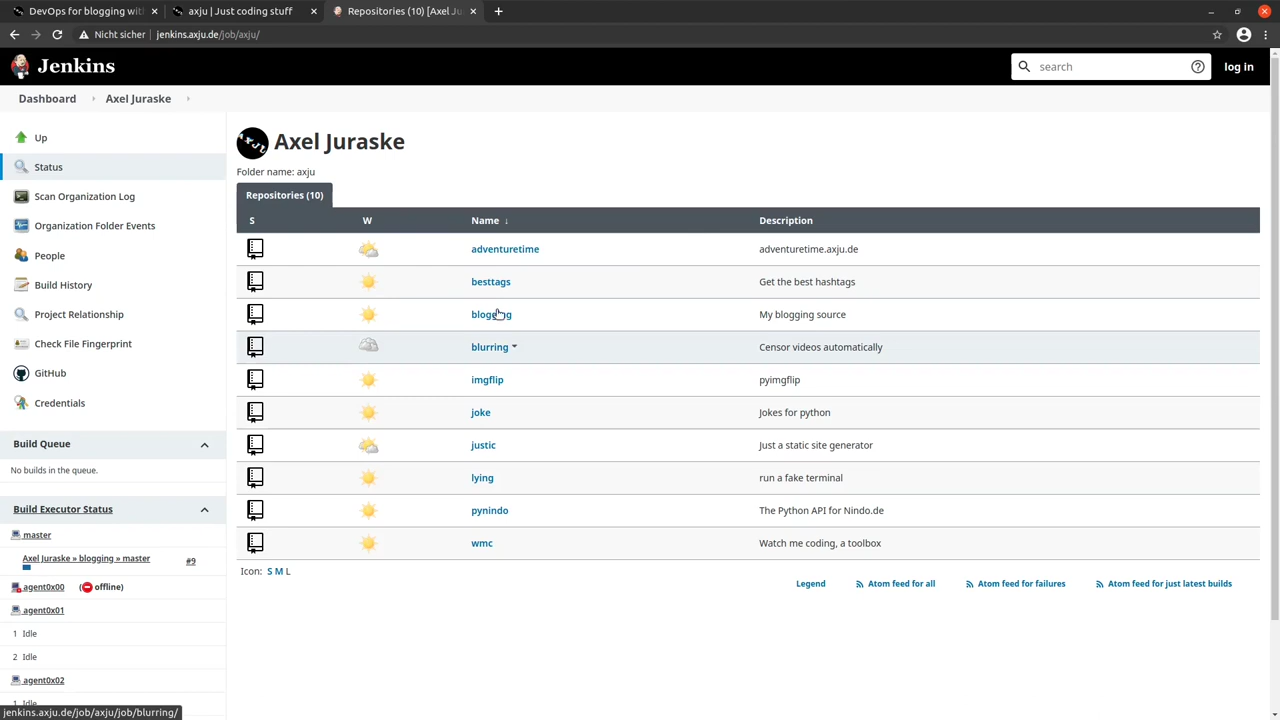 DevOps for blogging wit
axju | Just coding stuff
Repositories (10) [Axel Ju
Nicht sicher | jenkins.axju.de/job/axju/
Jenkins
search
log in
Dashboard
Axel Juraske
Up
Status
Scan Organization Log
Organization Folder Events
People
Build History
Project Relationship
Check File Fingerprint
GitHub
Credentials
Build Queue
No builds in the queue.
Build Executor Status
master
Axel Juraske » blogging » master #9
agent0x00 (offline)
agent0x01
1 Idle
2 Idle
agent0x02
1 Idle
jenkins.axju.de/job/axju/job/blurring/
AXJU
Axel Juraske
Folder name: axju
Repositories (10)
S W Name ↓ Description
adventuretime adventuretime.axju.de
besttags Get the best hashtags
blogging My blogging source
blurring Censor videos automatically
imgflip pyimgflip
joke Jokes for python
justic Just a static site generator
lying run a fake terminal
pynindo The Python API for Nindo.de
wmc Watch me coding, a toolbox
Icon: S M L
Legend Atom feed for all Atom feed for failures Atom feed for just latest builds